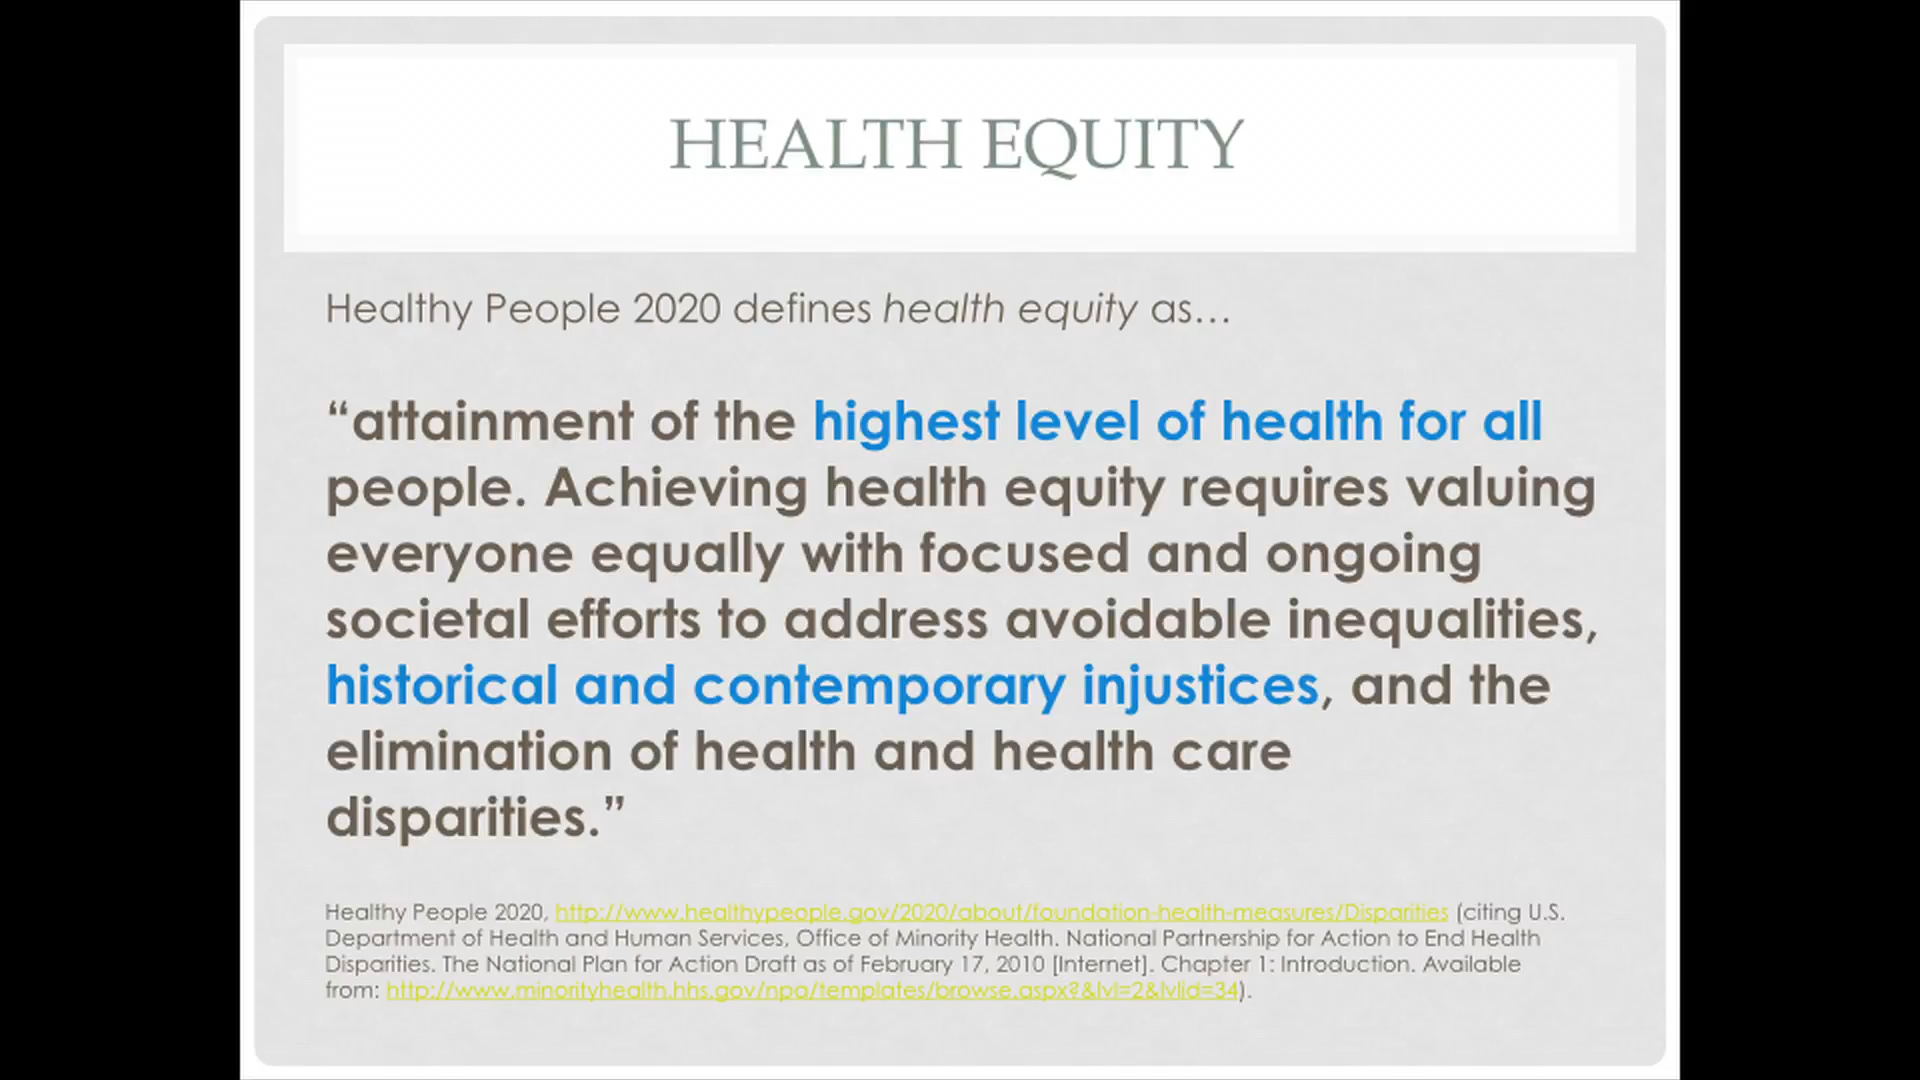 HEALTH EQUITY
Healthy People 2020 defines health equity as…
“attainment of the highest level of health for all
people. Achieving health equity requires valuing
everyone equally with focused and ongoing
societal efforts to address avoidable inequalities,
historical and contemporary injustices, and the
elimination of health and health care
disparities.”
Healthy People 2020, http://www.healthypeople.gov/2020/about/foundation-health-measures/Disparities (citing U.S.
Department of Health and Human Services, Office of Minority Health. National Partnership for Action to End Health
Disparities. The National Plan for Action Draft as of February 17, 2010 [Internet]. Chapter 1: Introduction. Available
from: http://www.minorityhealth.hhs.gov/npa/templates/browse.aspx?&lvl=2&lvlid=34).